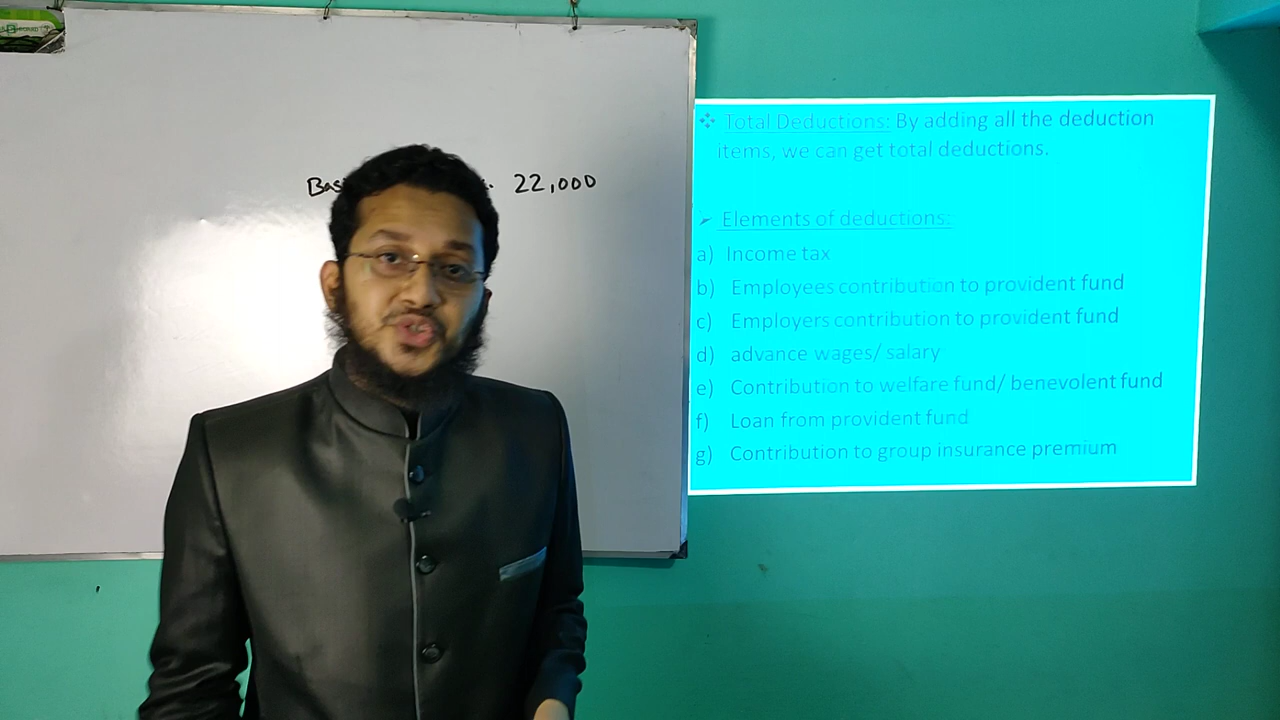 Bas 22,000
❖ Total Deductions: By adding all the deduction
items, we can get total deductions.
➢ Elements of deductions:
a) Income tax
b) Employees contribution to provident fund
c) Employers contribution to provident fund
d) advance wages/ salary
e) Contribution to welfare fund/ benevolent fund
f) Loan from provident fund
g) Contribution to group insurance premium